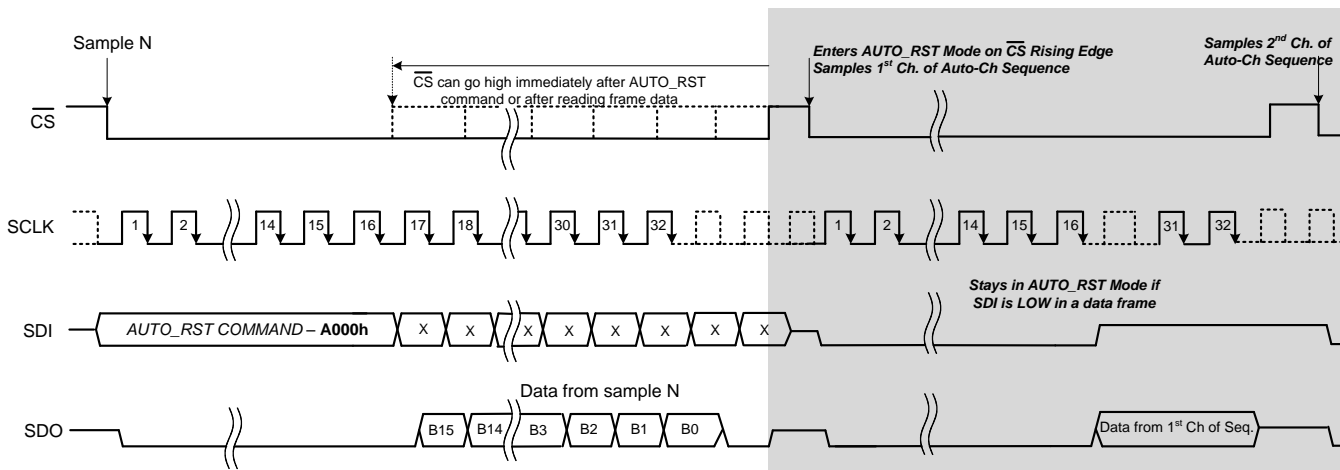 Sample N
Enters AUTO_RST Mode on CS Rising Edge
Samples 1st Ch. of Auto-Ch Sequence
Samples 2nd Ch. of
Auto-Ch Sequence
CS can go high immediately after AUTO_RST
command or after reading frame data
CS
SCLK
1 2 14 15 16 17 18 30 31 32 1 2 14 15 16 31 32
Stays in AUTO_RST Mode if
SDI is LOW in a data frame
SDI
AUTO_RST COMMAND – A000h X X X X X X X X
Data from sample N
SDO
B15 B14 B3 B2 B1 B0 Data from 1st Ch of Seq.